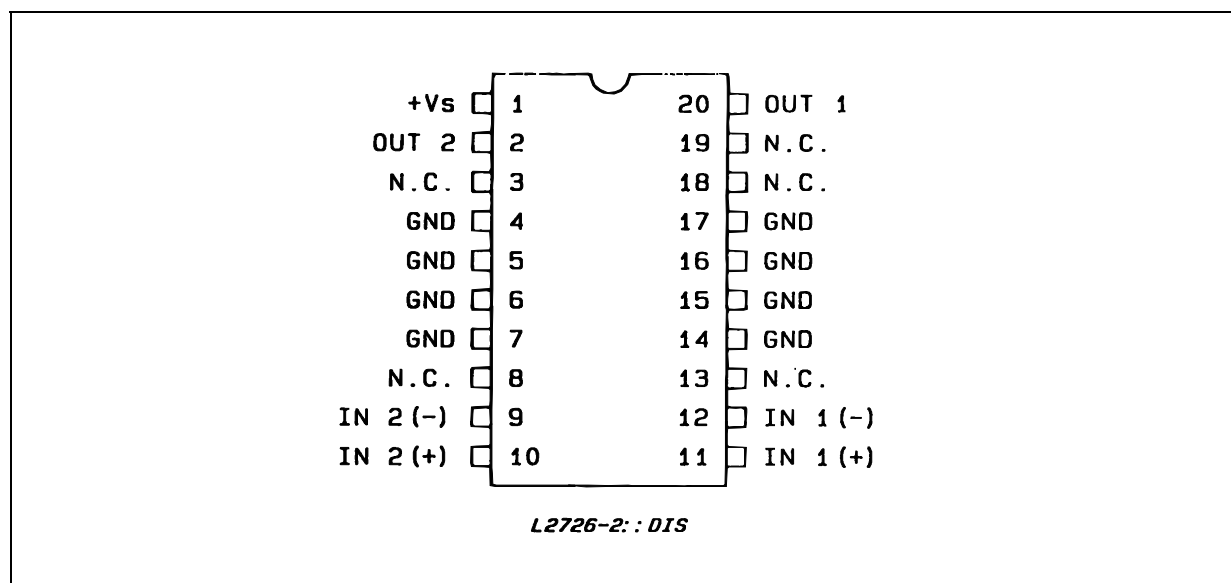 +Vs 1 20 OUT 1
OUT 2 2 19 N.C.
N.C. 3 18 N.C.
GND 4 17 GND
GND 5 16 GND
GND 6 15 GND
GND 7 14 GND
N.C. 8 13 N.C.
IN 2(-) 9 12 IN 1(-)
IN 2(+) 10 11 IN 1(+)
L2726-2::DIS